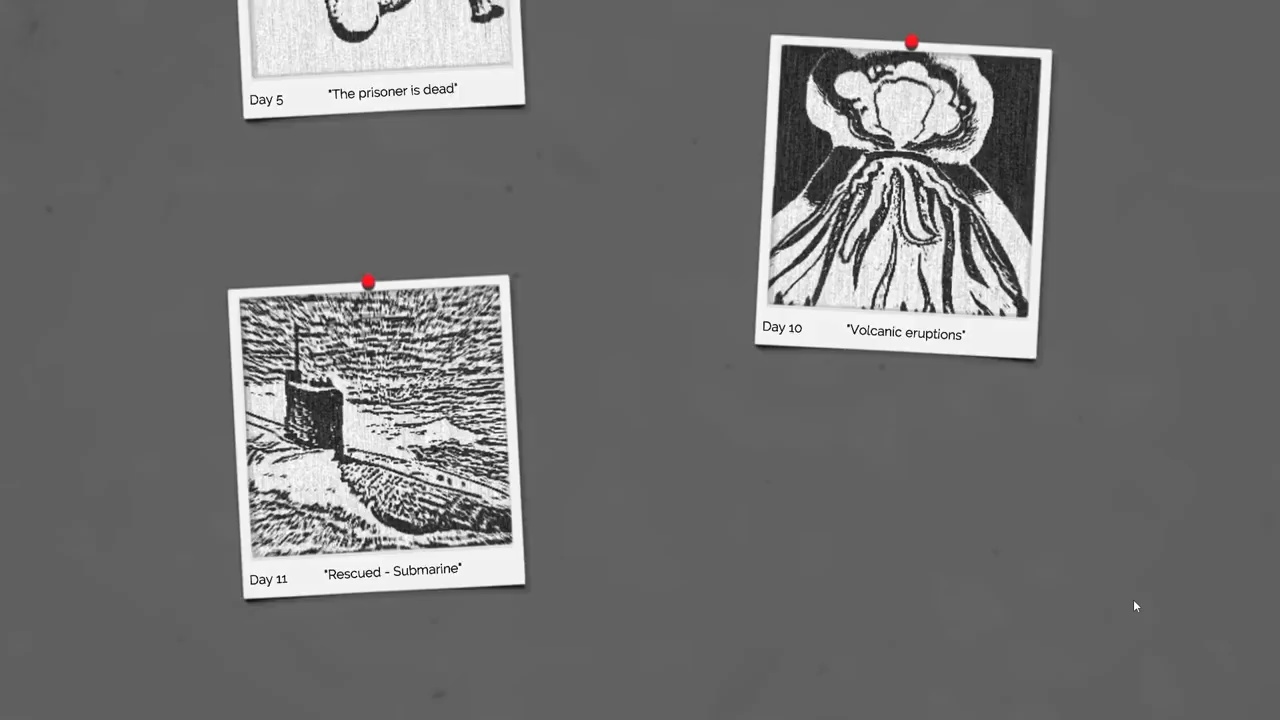 Day 5 "The prisoner is dead"
Day 10 "Volcanic eruptions"
Day 11 "Rescued - Submarine"